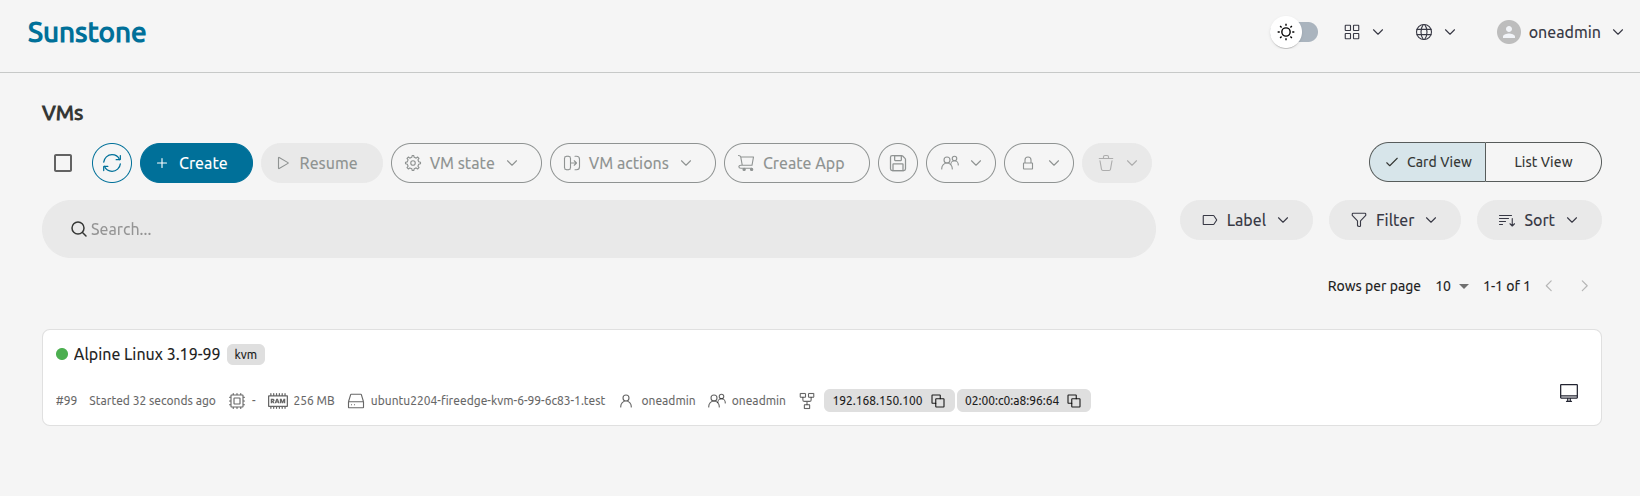 Sunstone
oneadmin
VMs
Create Resume VM state VM actions Create App Card View List View
Search... Label Filter Sort
Rows per page 10 1-1 of 1
Alpine Linux 3.19-99 kvm
#99 Started 32 seconds ago - RAM 256 MB ubuntu2204-fireedge-kvm-6-99-6c83-1.test oneadmin oneadmin 192.168.150.100 02:00:c0:a8:96:64